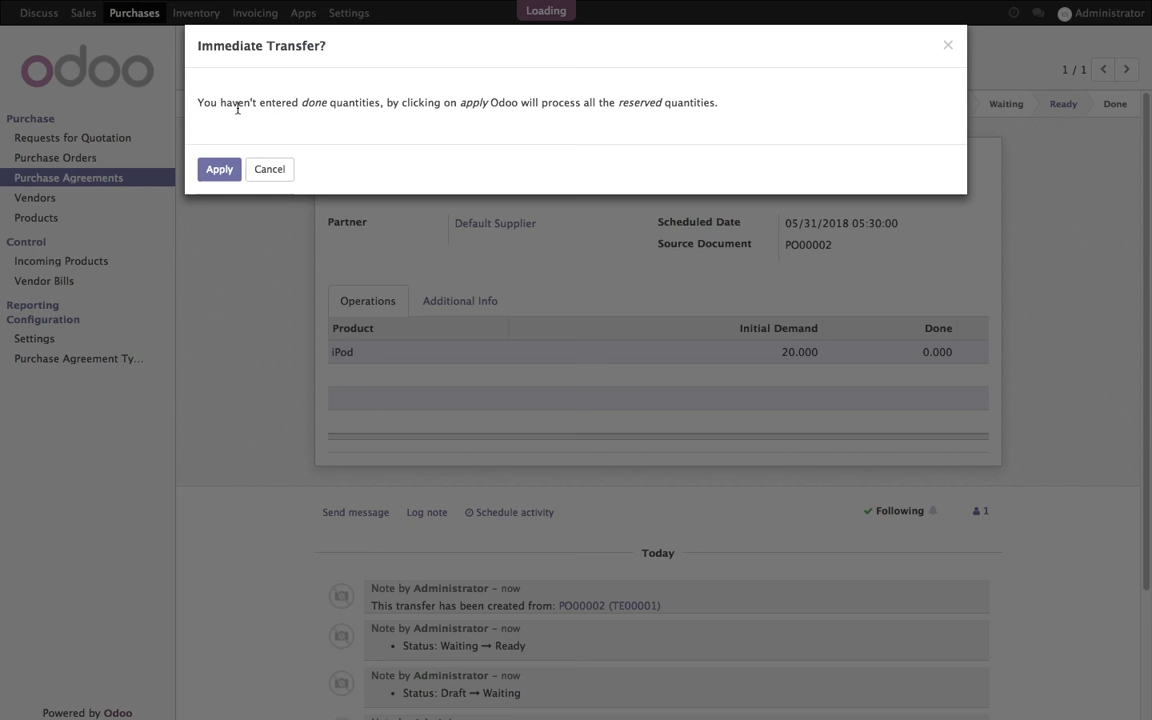 Discuss Sales Purchases Inventory Invoicing Apps Settings Loading Administrator
Immediate Transfer?
You haven't entered done quantities, by clicking on apply Odoo will process all the reserved quantities.
Apply Cancel
odoo
1 / 1
Waiting Ready Done
Purchase
Requests for Quotation
Purchase Orders
Purchase Agreements
Vendors
Products
Control
Incoming Products
Vendor Bills
Reporting
Configuration
Settings
Purchase Agreement Ty...
Powered by Odoo
Partner Default Supplier
Scheduled Date 05/31/2018 05:30:00
Source Document PO00002
Operations Additional Info
Product Initial Demand Done
iPod 20.000 0.000
Send message Log note Schedule activity Following 1
Today
Note by Administrator – now
This transfer has been created from: PO00002 (TE00001)
Note by Administrator – now
• Status: Waiting → Ready
Note by Administrator – now
• Status: Draft → Waiting